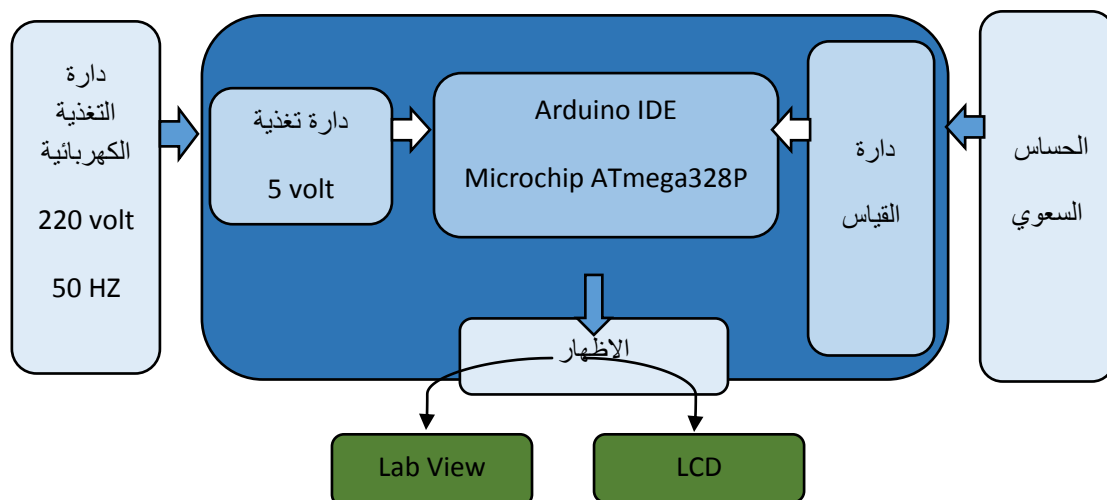 دارة
التغذية
الكهربائية
220 volt
50 HZ
دارة تغذية
5 volt
Arduino IDE
Microchip ATmega328P
دارة
القياس
الحساس
السعوي
الاظهار
Lab View
LCD